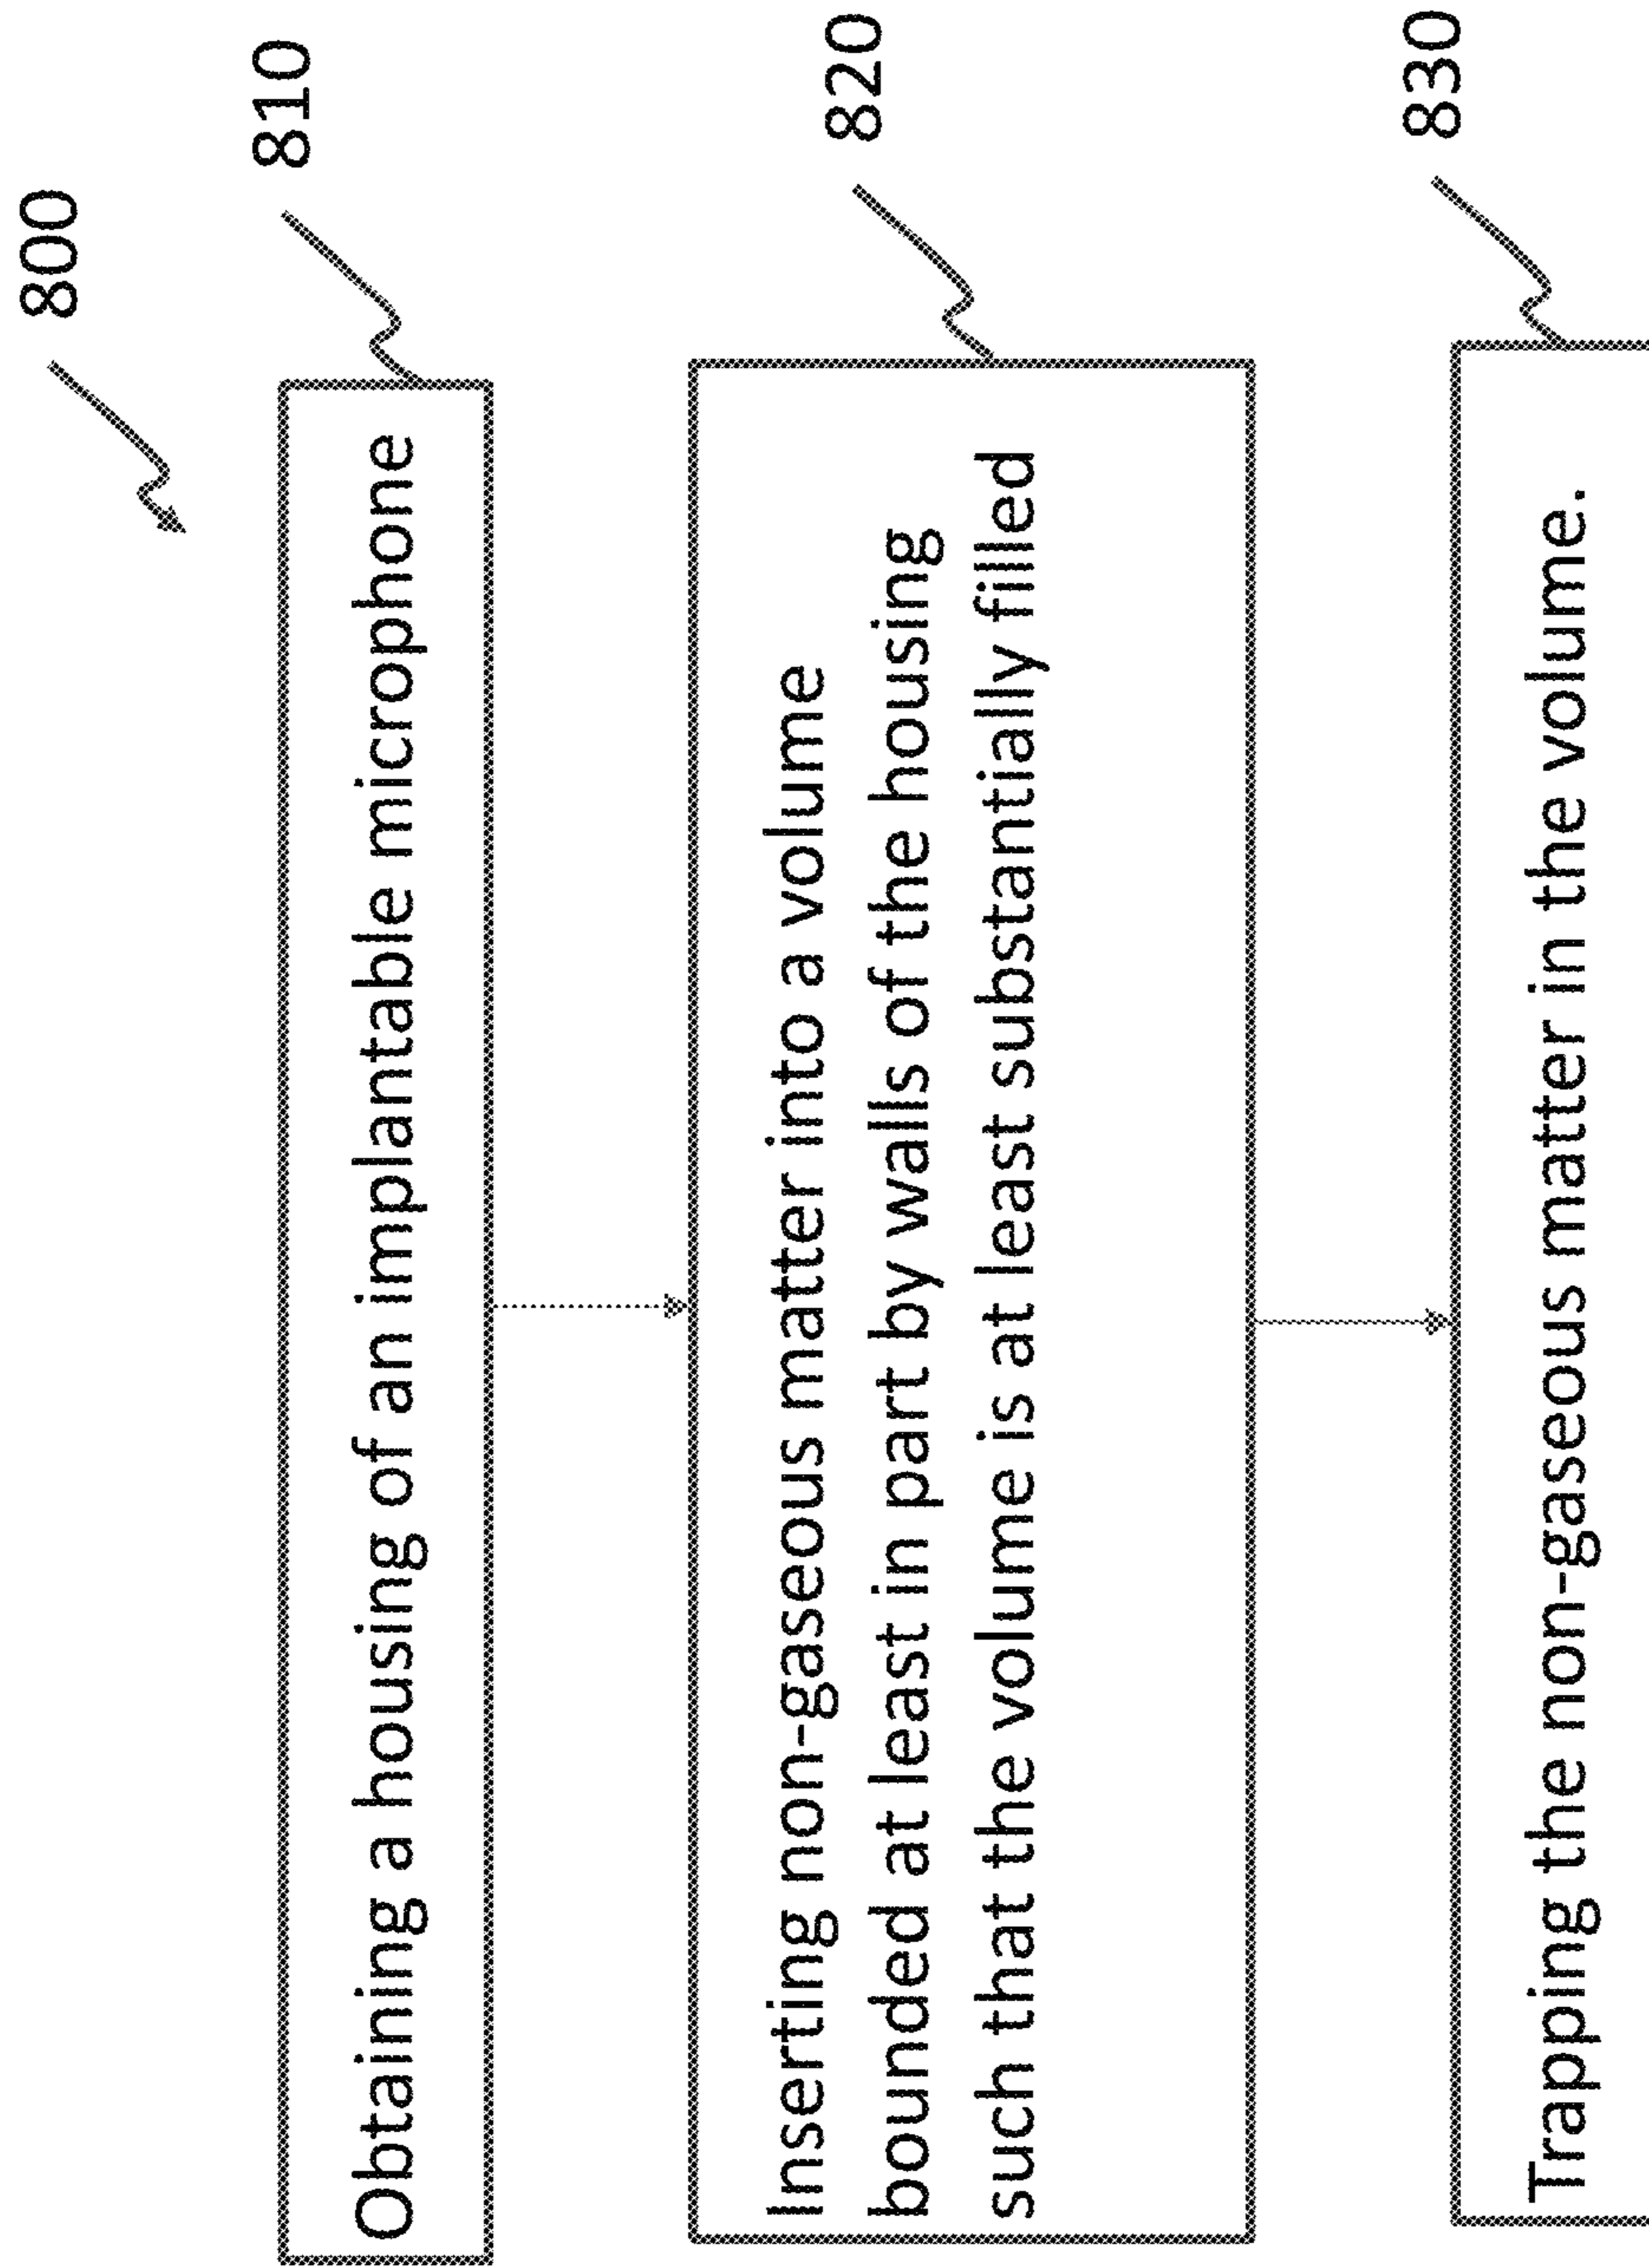 800
810
Obtaining a housing of an implantable microphone
820
Inserting non-gaseous matter into a volume
bounded at least in part by walls of the housing
such that the volume is at least substantially filled
830
Trapping the non-gaseous matter in the volume.